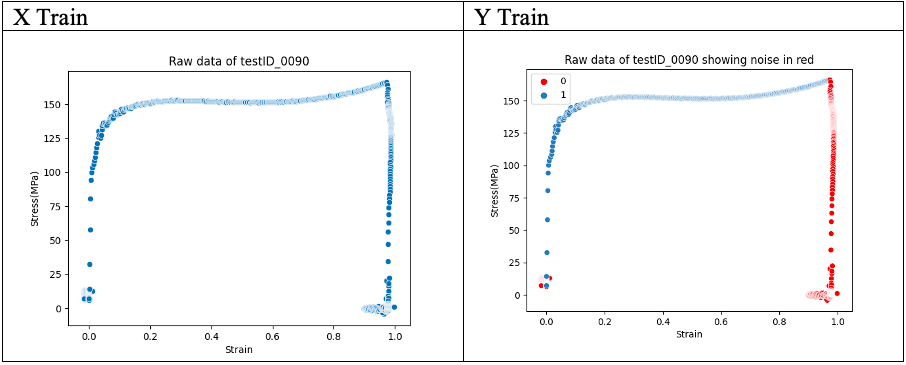 X Train
Y Train
Raw data of testID_0090
Stress(MPa)
150
125
100
75
50
25
0
0.0 0.2 0.4 0.6 0.8 1.0
Strain
Raw data of testID_0090 showing noise in red
0
1
Stress(MPa)
150
125
100
75
50
25
0
0.0 0.2 0.4 0.6 0.8 1.0
Strain